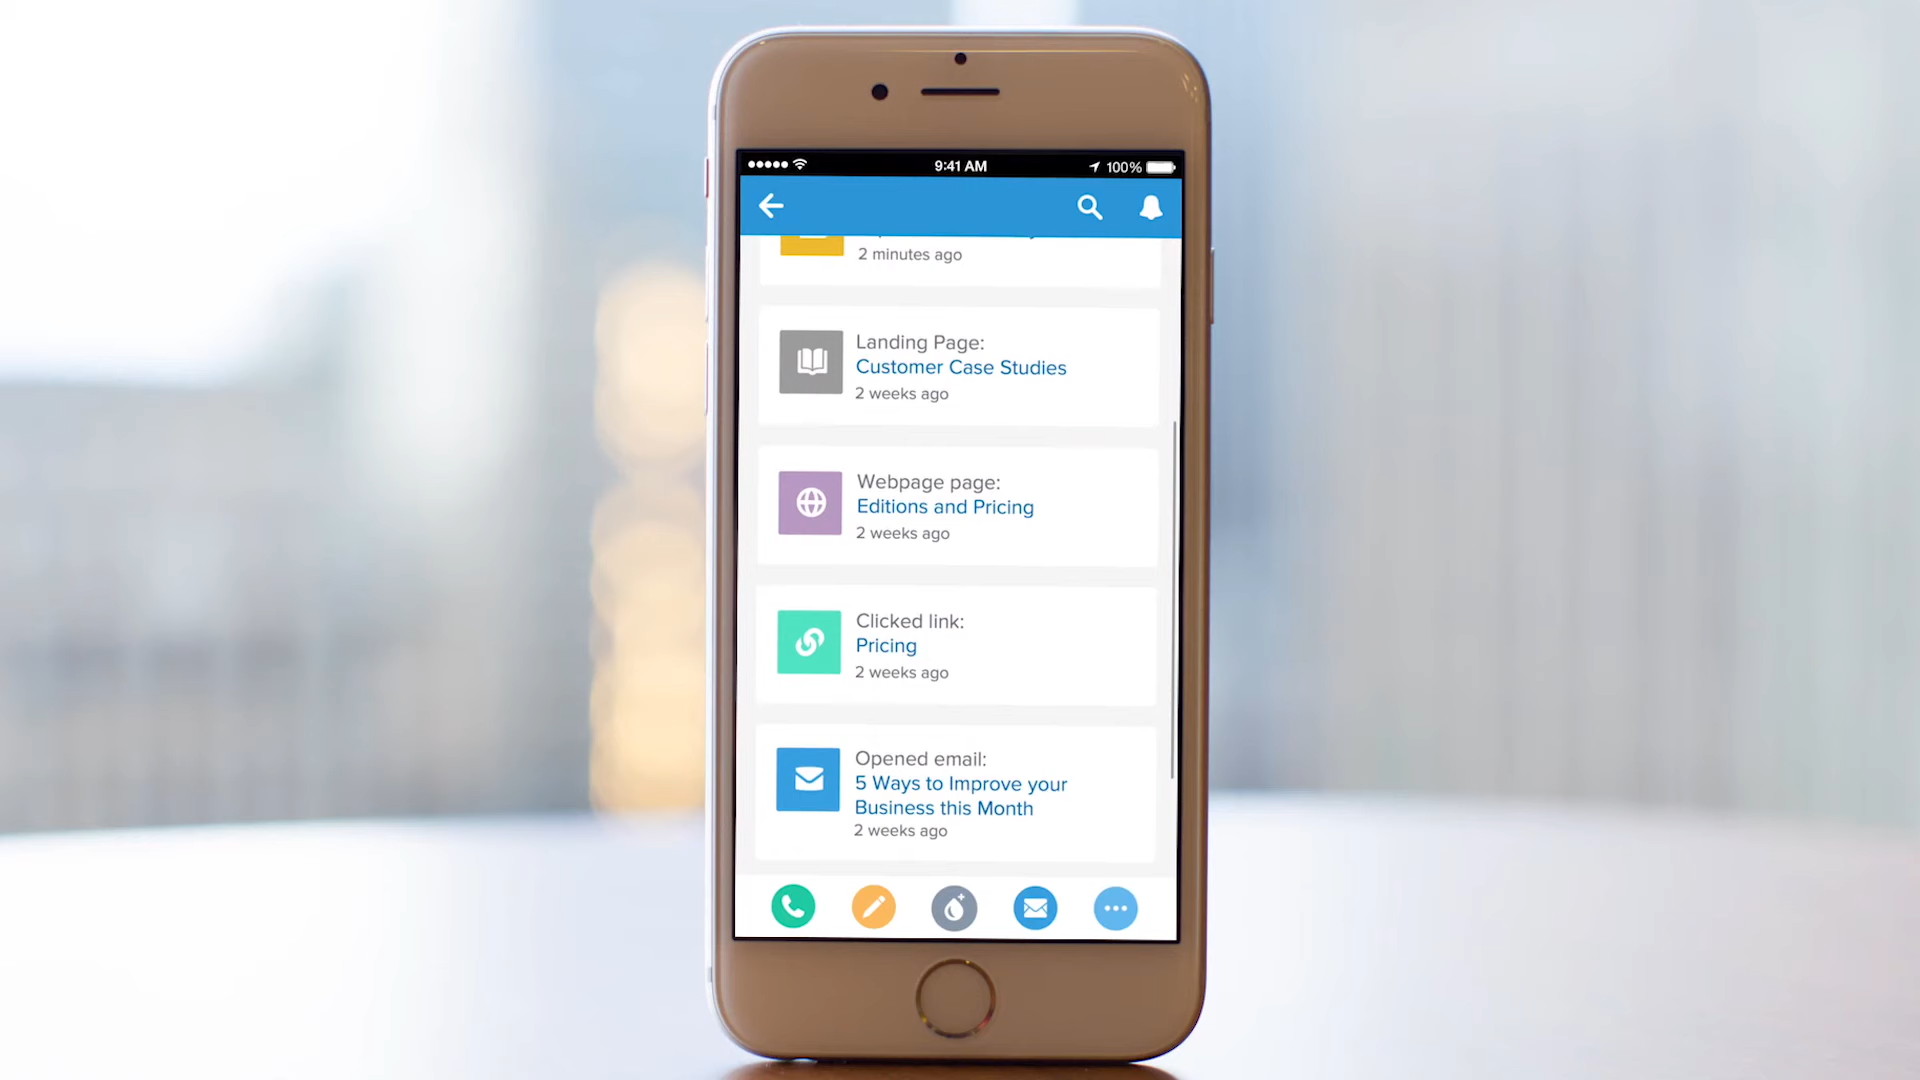 9:41 AM
100%
2 minutes ago
Landing Page:
Customer Case Studies
2 weeks ago
Webpage page:
Editions and Pricing
2 weeks ago
Clicked link:
Pricing
2 weeks ago
Opened email:
5 Ways to Improve your
Business this Month
2 weeks ago